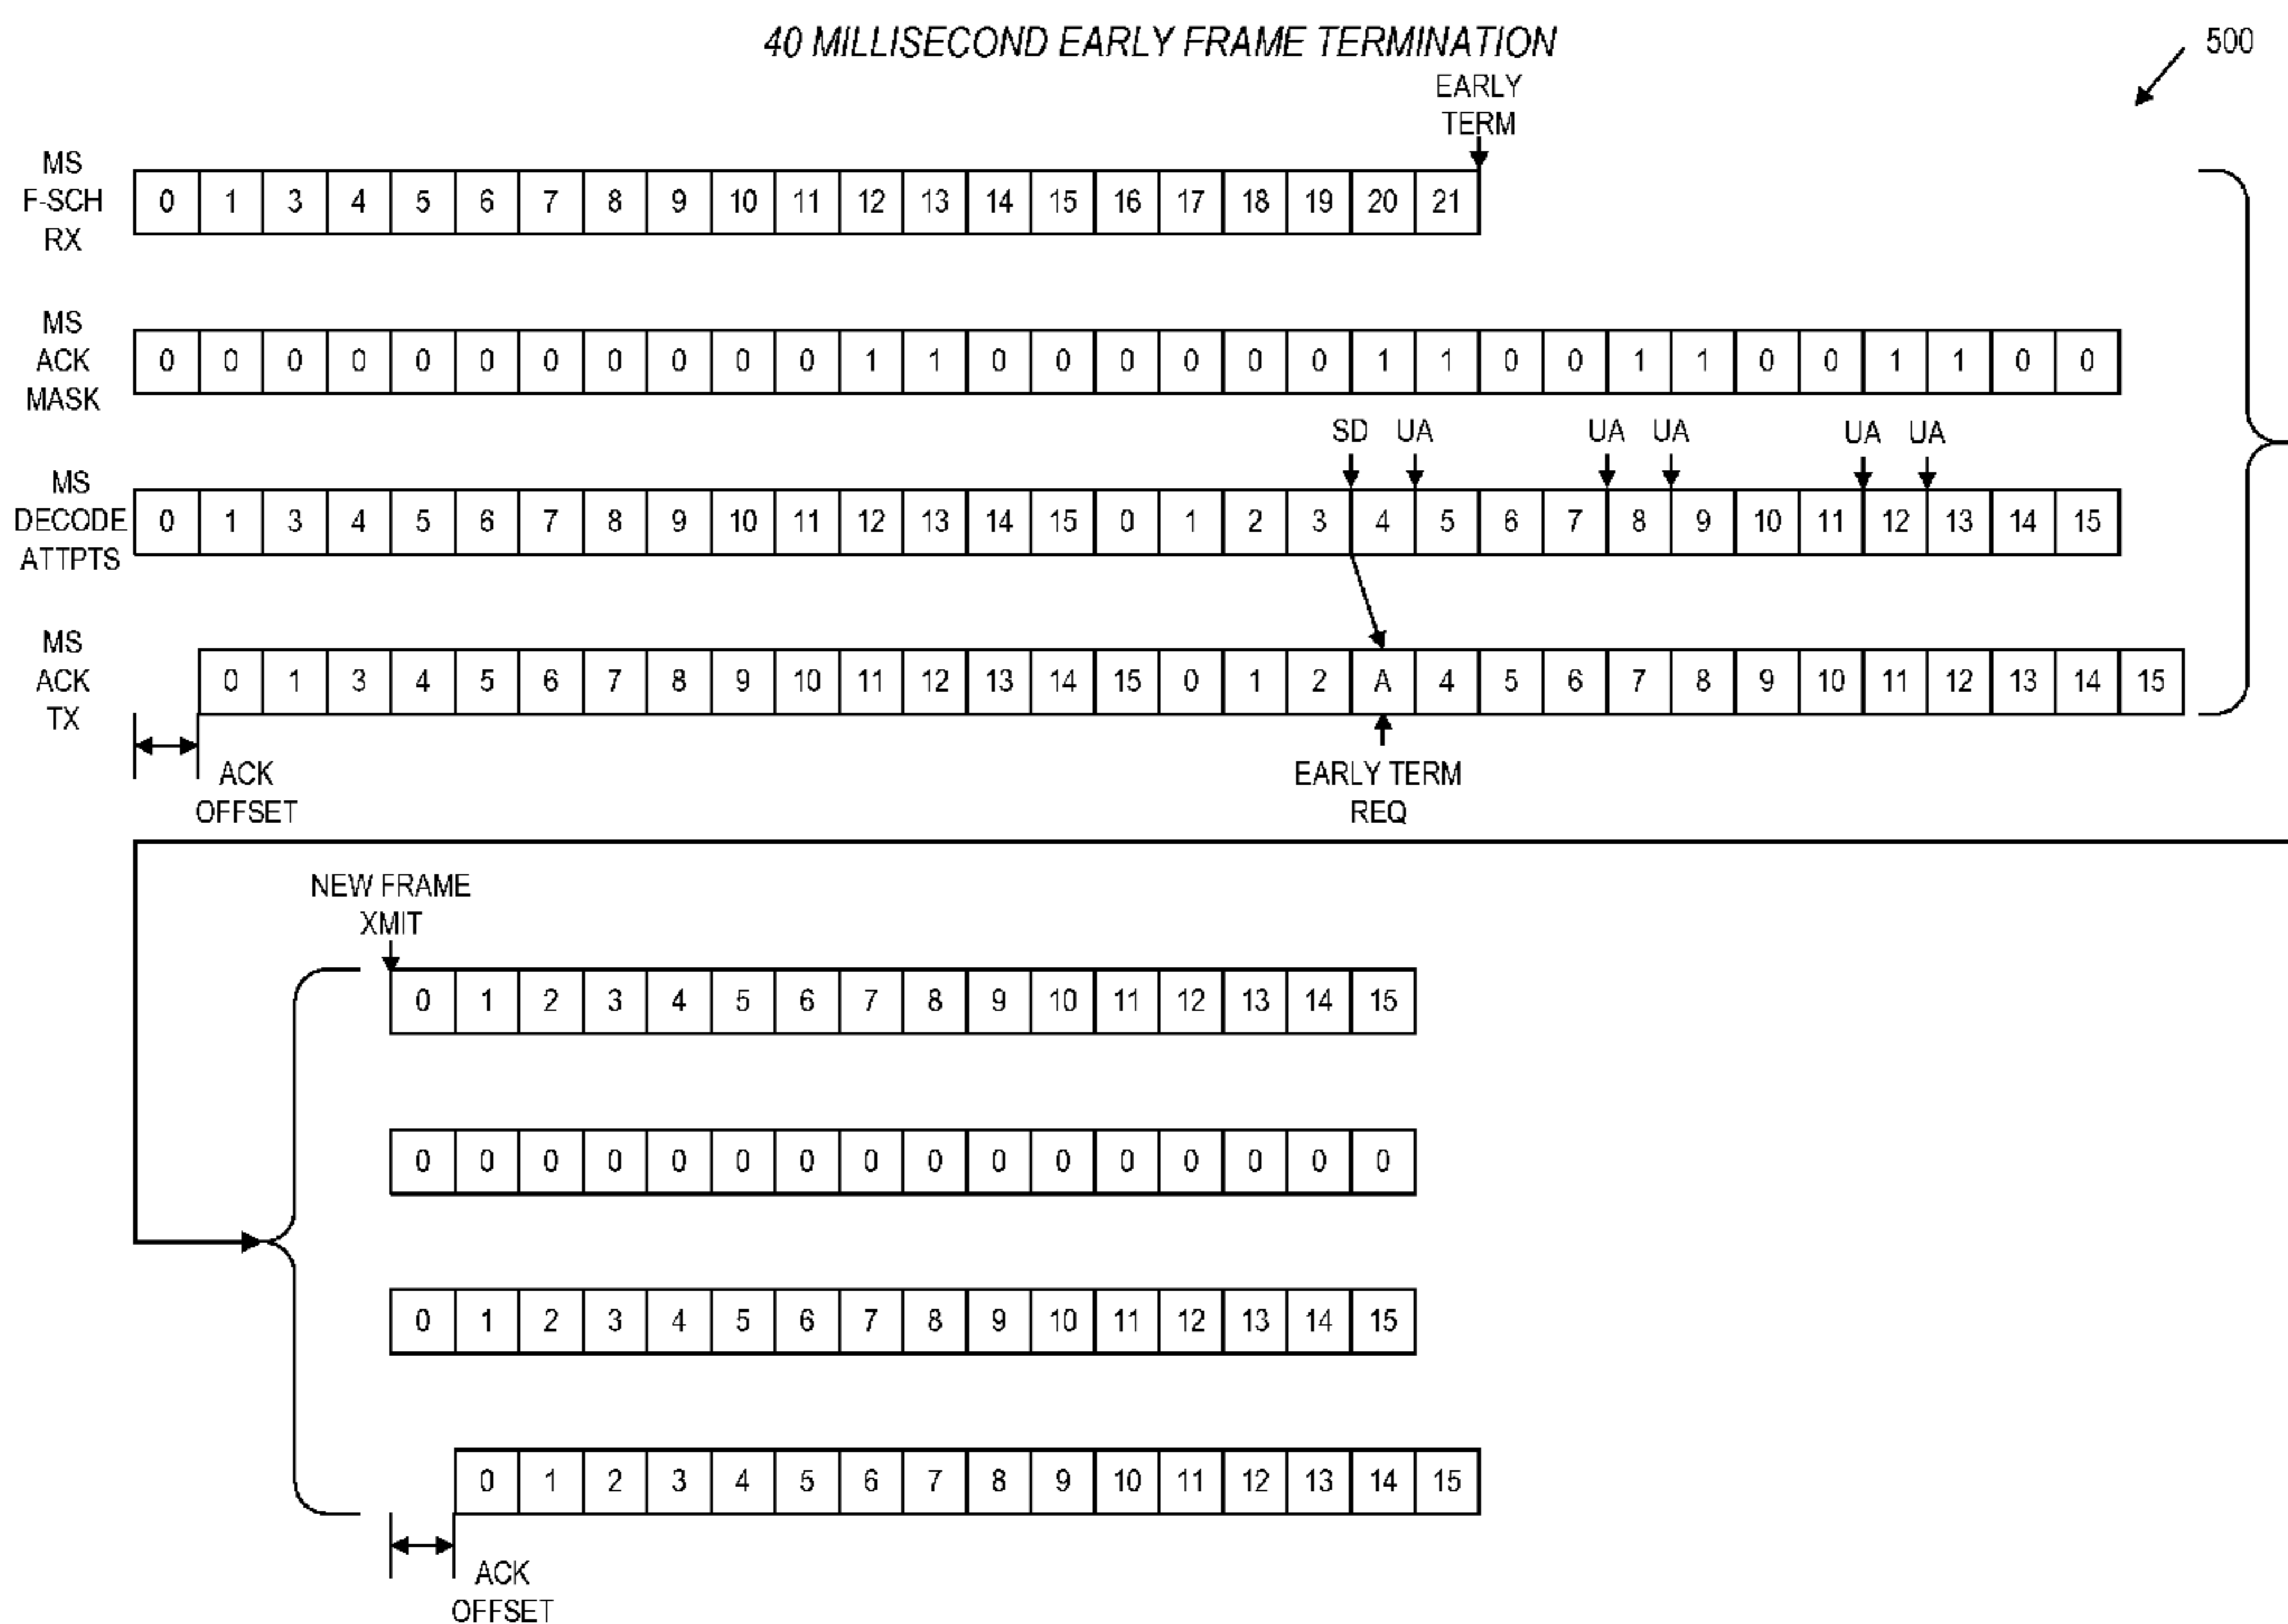 40 MILLISECOND EARLY FRAME TERMINATION
500
EARLY
TERM
MS
F-SCH
RX
0 1 3 4 5 6 7 8 9 10 11 12 13 14 15 16 17 18 19 20 21
MS
ACK
MASK
0 0 0 0 0 0 0 0 0 0 0 1 1 0 0 0 0 0 0 1 1 0 0 1 1 0 0 1 1 0 0
SD UA UA UA UA UA
MS
DECODE
ATTPTS
0 1 3 4 5 6 7 8 9 10 11 12 13 14 15 0 1 2 3 4 5 6 7 8 9 10 11 12 13 14 15
MS
ACK
TX
0 1 3 4 5 6 7 8 9 10 11 12 13 14 15 0 1 2 A 4 5 6 7 8 9 10 11 12 13 14 15
ACK
OFFSET
EARLY TERM
REQ
NEW FRAME
XMIT
0 1 2 3 4 5 6 7 8 9 10 11 12 13 14 15
0 0 0 0 0 0 0 0 0 0 0 0 0 0 0 0
0 1 2 3 4 5 6 7 8 9 10 11 12 13 14 15
0 1 2 3 4 5 6 7 8 9 10 11 12 13 14 15
ACK
OFFSET